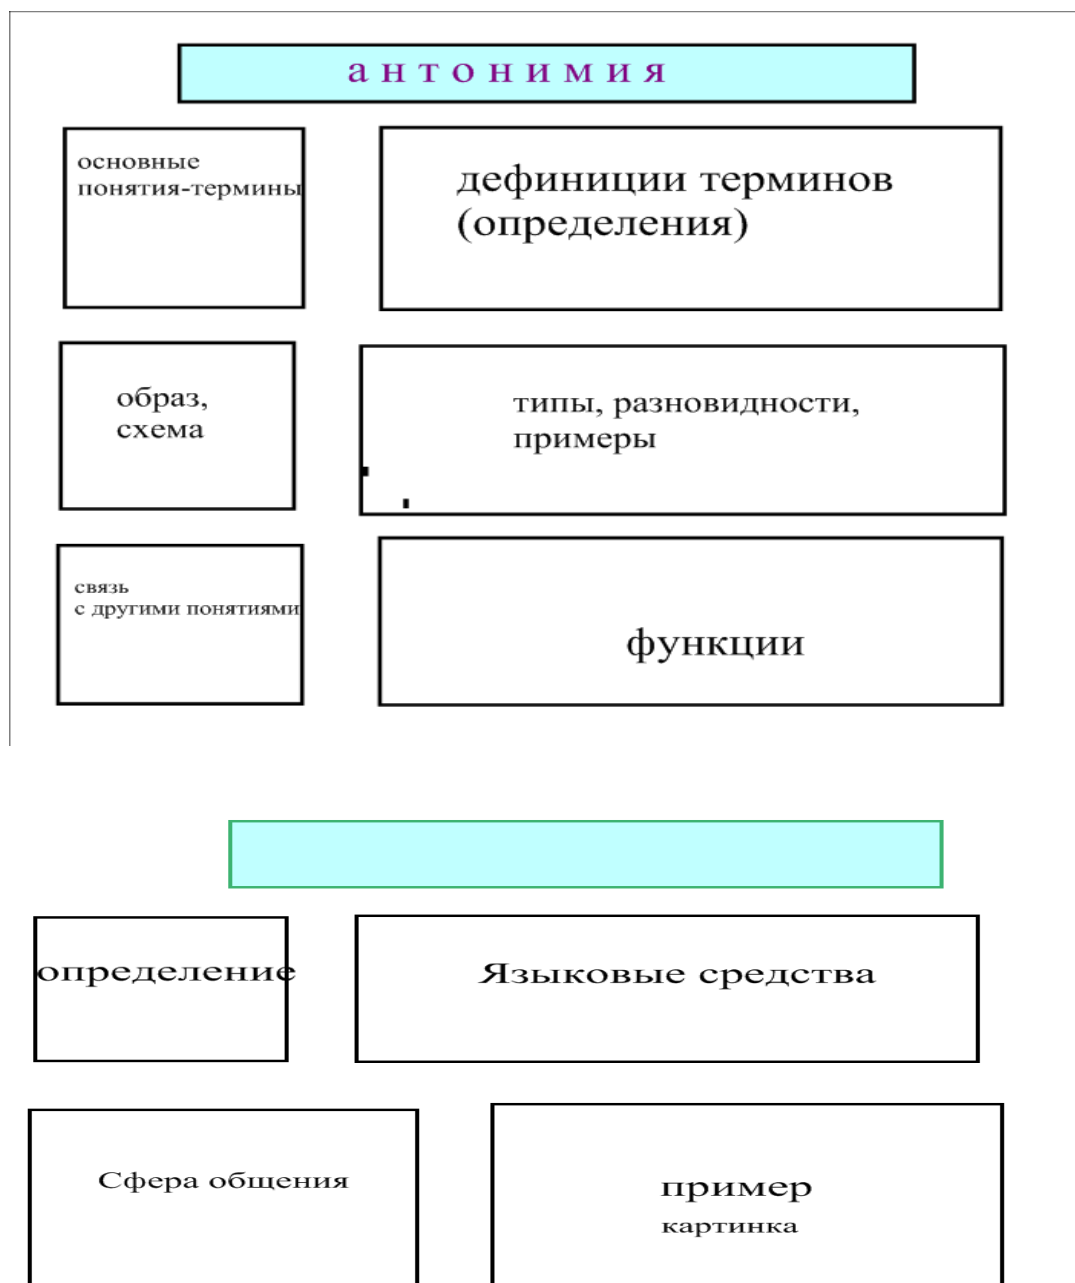 антонимия
основные
понятия-термины
дефиниции терминов
(определения)
образ,
схема
типы, разновидности,
примеры
связь
с другими понятиями
функции
определение
Языковые средства
Сфера общения
пример
картинка